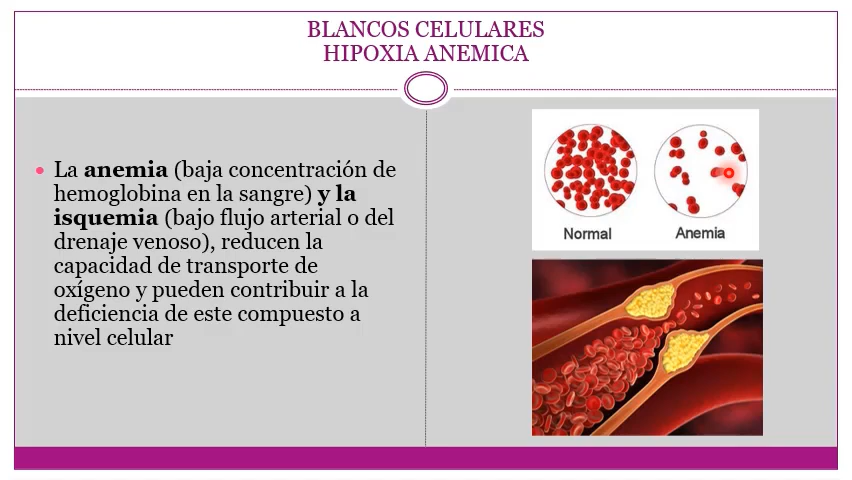 BLANCOS CELULARES
HIPOXIA ANEMICA
La anemia (baja concentración de
hemoglobina en la sangre) y la
isquemia (bajo flujo arterial o del
drenaje venoso), reducen la
capacidad de transporte de
oxígeno y pueden contribuir a la
deficiencia de este compuesto a
nivel celular
Normal
Anemia